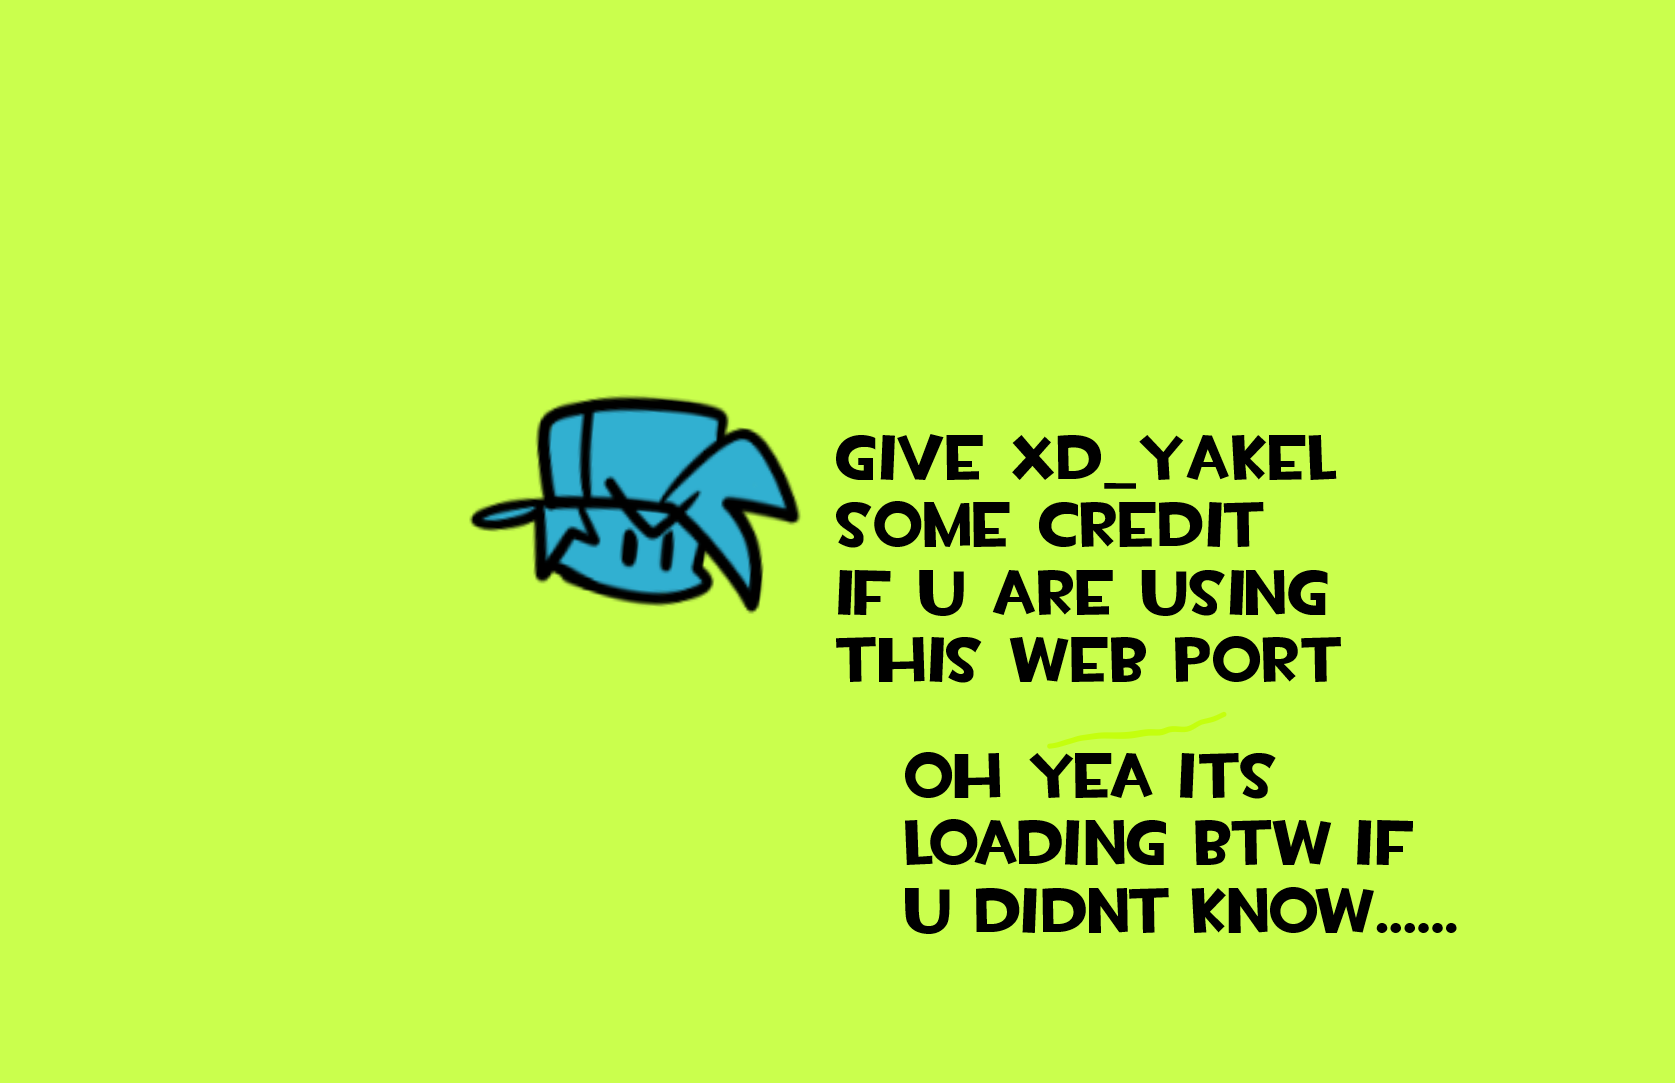 GIVE XD_YAKEL
SOME CREDIT
IF U ARE USING
THIS WEB PORT
OH YEA ITS
LOADING BTW IF
U DIDNT KNOW......